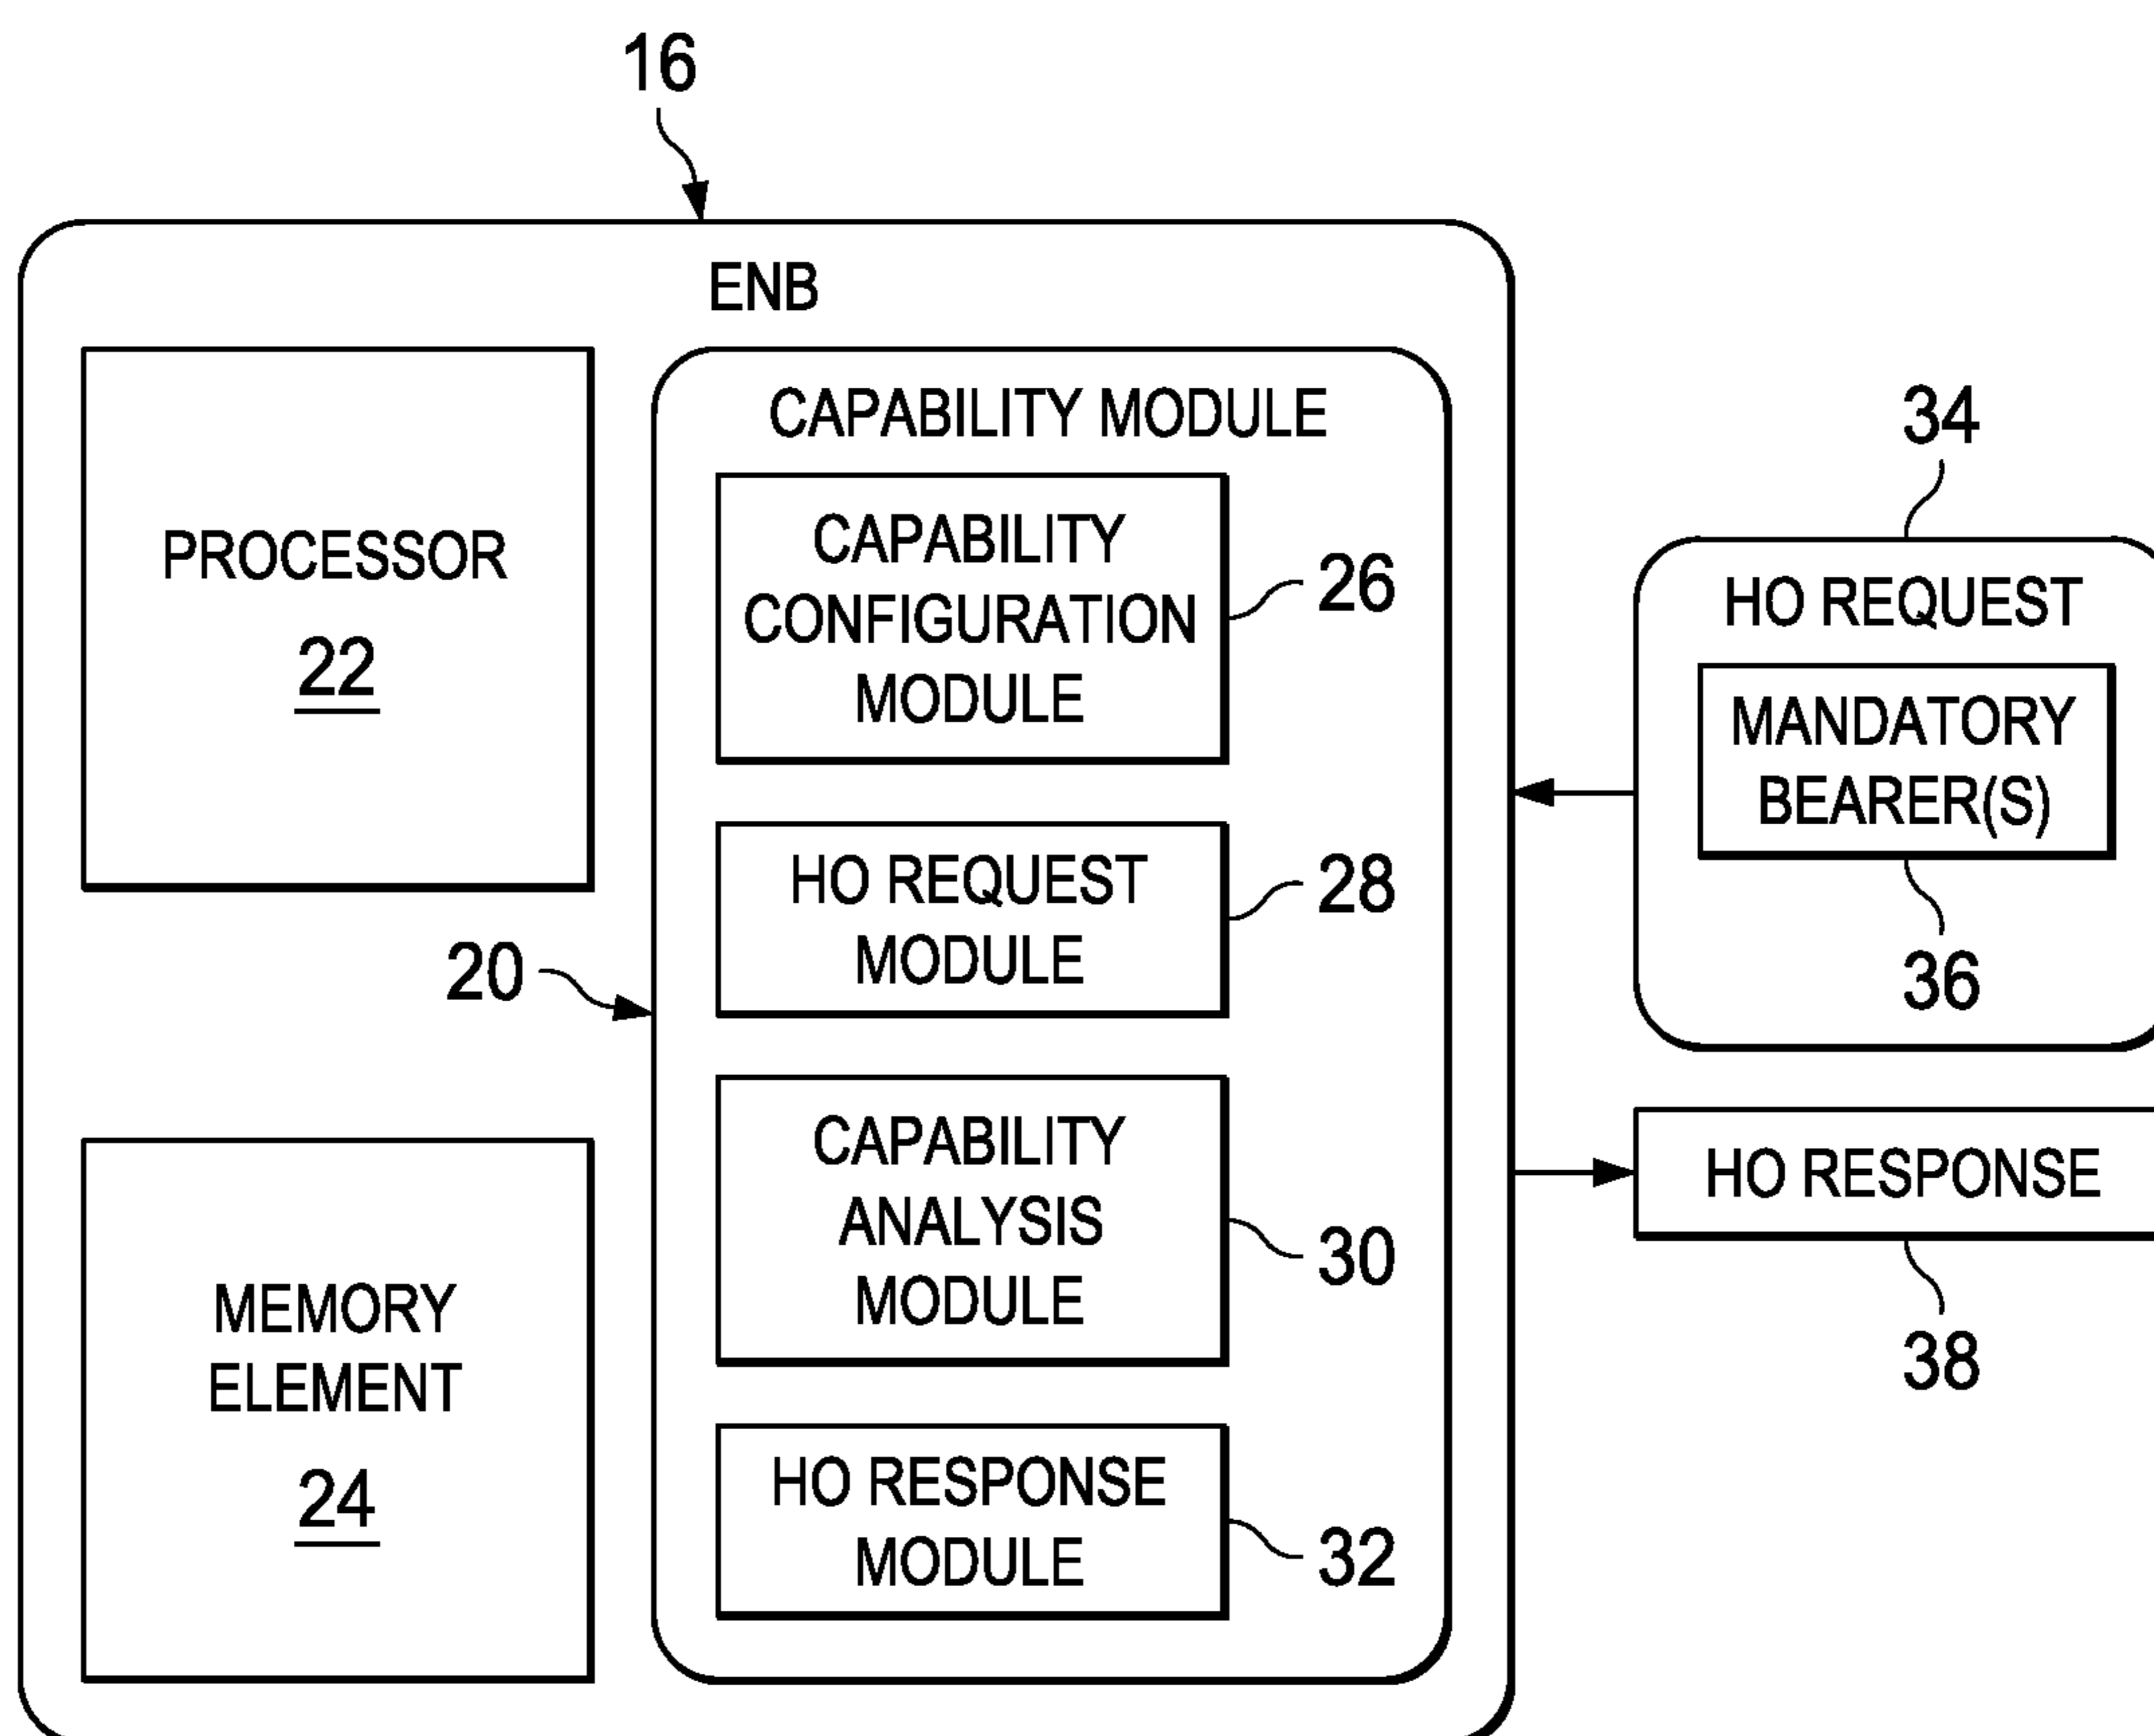 16
ENB
PROCESSOR
22
20
MEMORY
ELEMENT
24
CAPABILITY MODULE
CAPABILITY
CONFIGURATION
MODULE
26
HO REQUEST
MODULE
28
CAPABILITY
ANALYSIS
MODULE
30
HO RESPONSE
MODULE
32
34
HO REQUEST
MANDATORY
BEARER(S)
36
HO RESPONSE
38